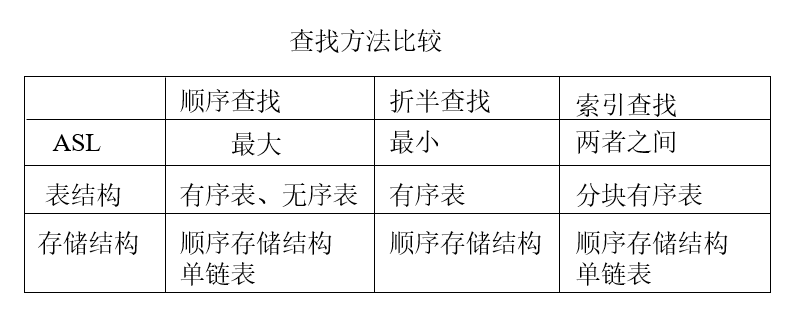 查找方法比较
顺序查找 折半查找 索引查找
ASL 最大 最小 两者之间
表结构 有序表、无序表 有序表 分块有序表
存储结构 顺序存储结构 顺序存储结构 顺序存储结构
单链表 单链表